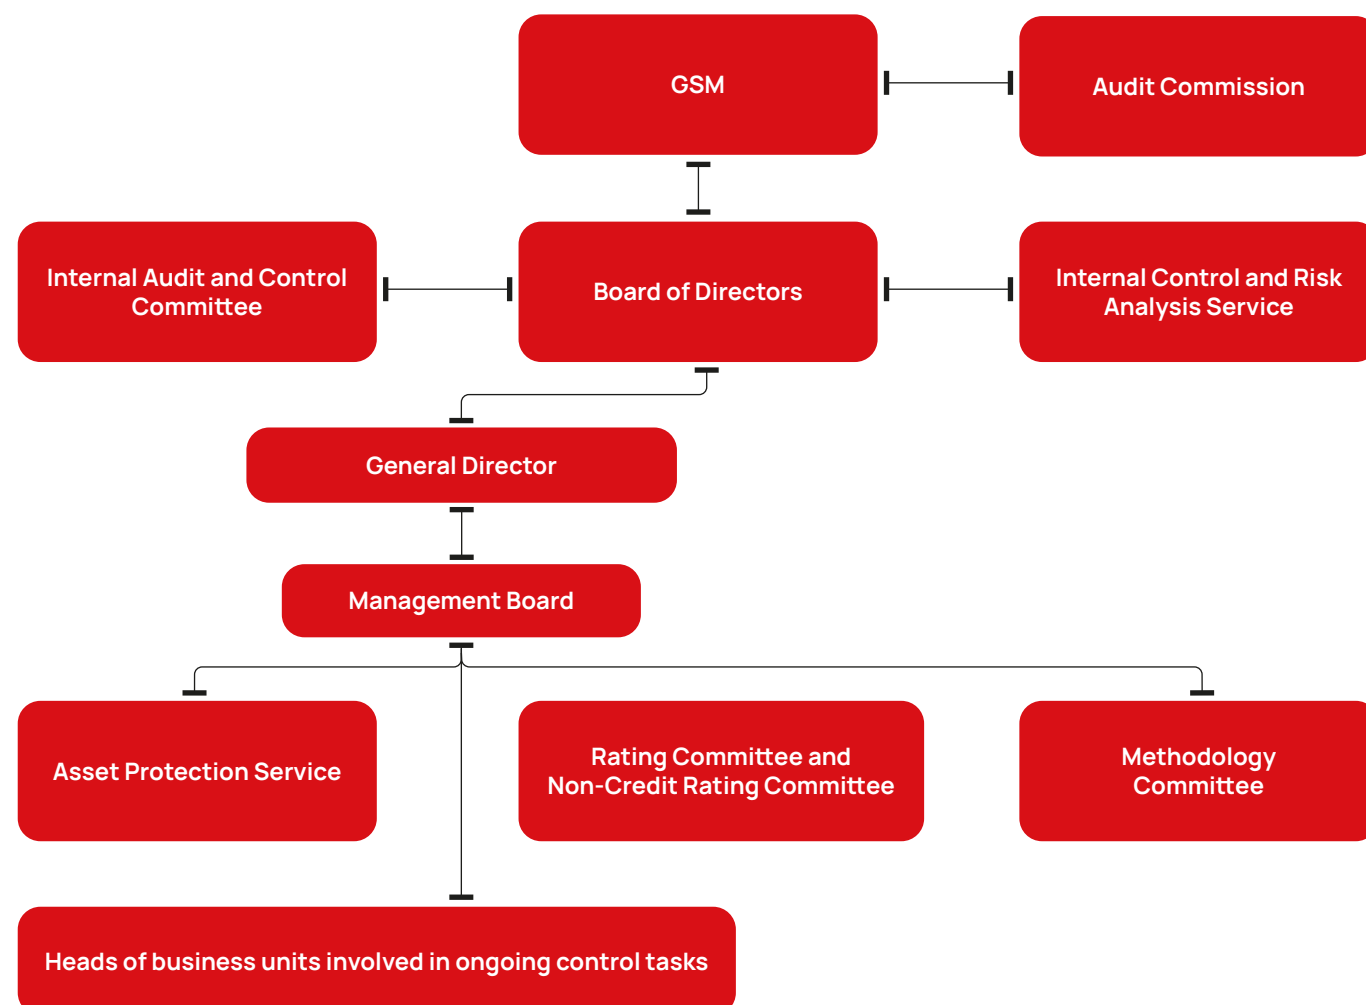 GSM
Audit Commission
Internal Audit and Control
Committee
Board of Directors
Internal Control and Risk
Analysis Service
General Director
Management Board
Asset Protection Service
Rating Committee and
Non-Credit Rating Committee
Methodology
Committee
Heads of business units involved in ongoing control tasks